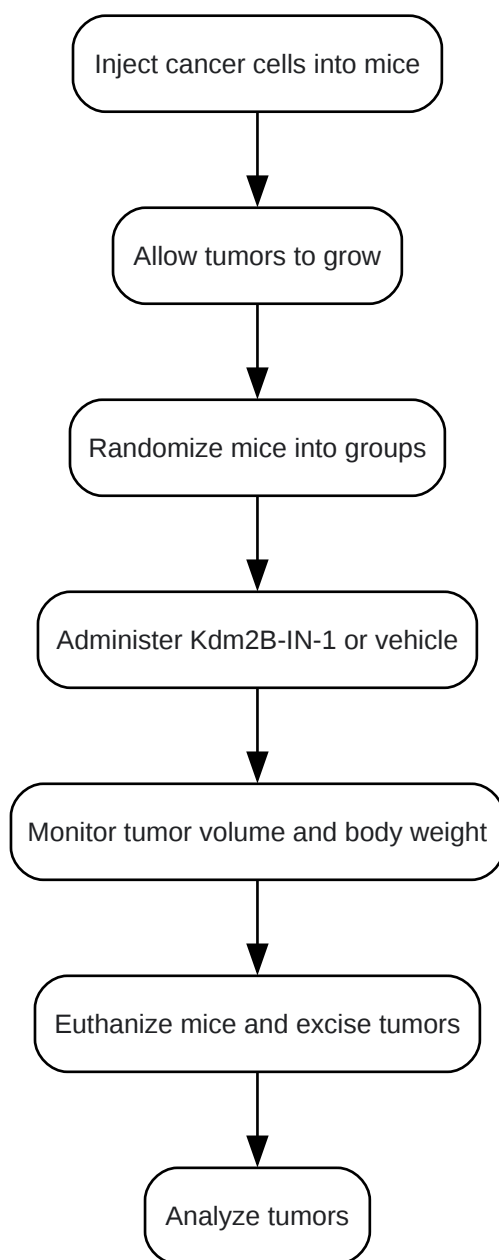 Inject cancer cells into mice
Allow tumors to grow
Randomize mice into groups
Administer Kdm2B-IN-1 or vehicle
Monitor tumor volume and body weight
Euthanize mice and excise tumors
Analyze tumors